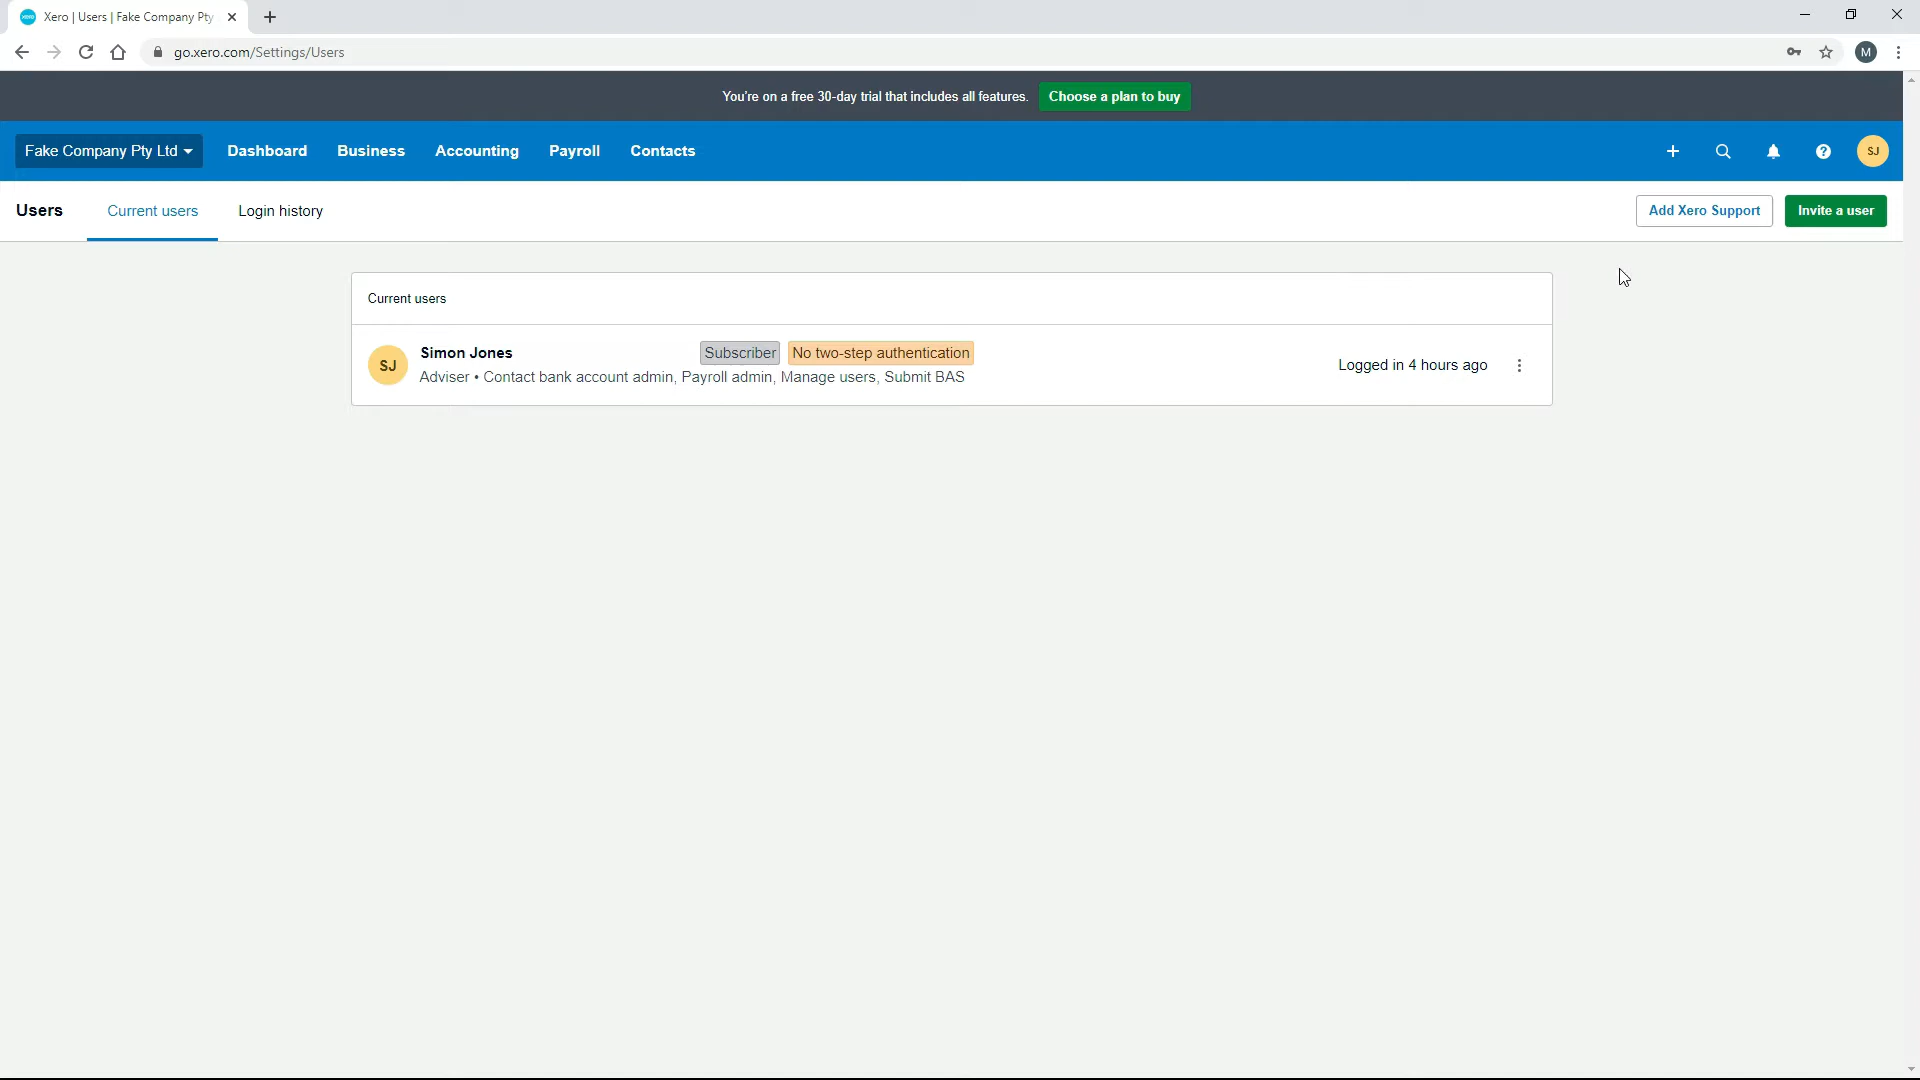 Xero | Users | Fake Company Pty
go.xero.com/Settings/Users
M
You're on a free 30-day trial that includes all features. Choose a plan to buy
Fake Company Pty Ltd Dashboard Business Accounting Payroll Contacts SJ
Users Current users Login history Add Xero Support Invite a user
Current users
SJ
Simon Jones Subscriber No two-step authentication
Adviser • Contact bank account admin, Payroll admin, Manage users, Submit BAS
Logged in 4 hours ago